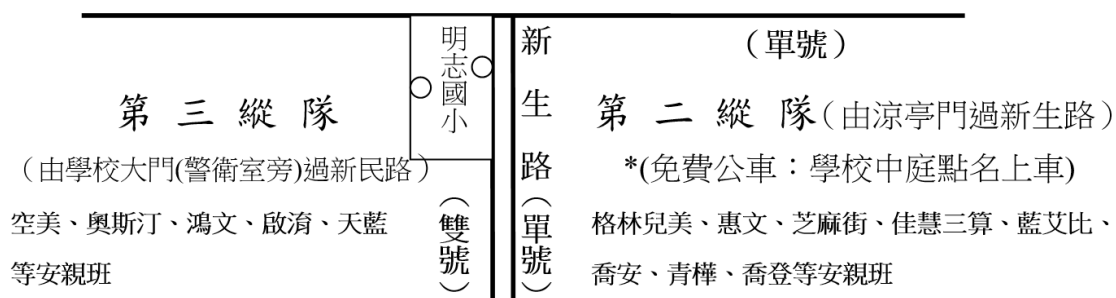 明志國小
新生路（單號）
（單號）
第三縱隊
第二縱隊（由涼亭門過新生路）
（由學校大門(警衛室旁)過新民路）
*(免費公車：學校中庭點名上車)
（雙號）
空美、奧斯汀、鴻文、啟淯、天藍
等安親班
格林兒美、惠文、芝麻街、佳慧三算、藍艾比、
喬安、青樺、喬登等安親班